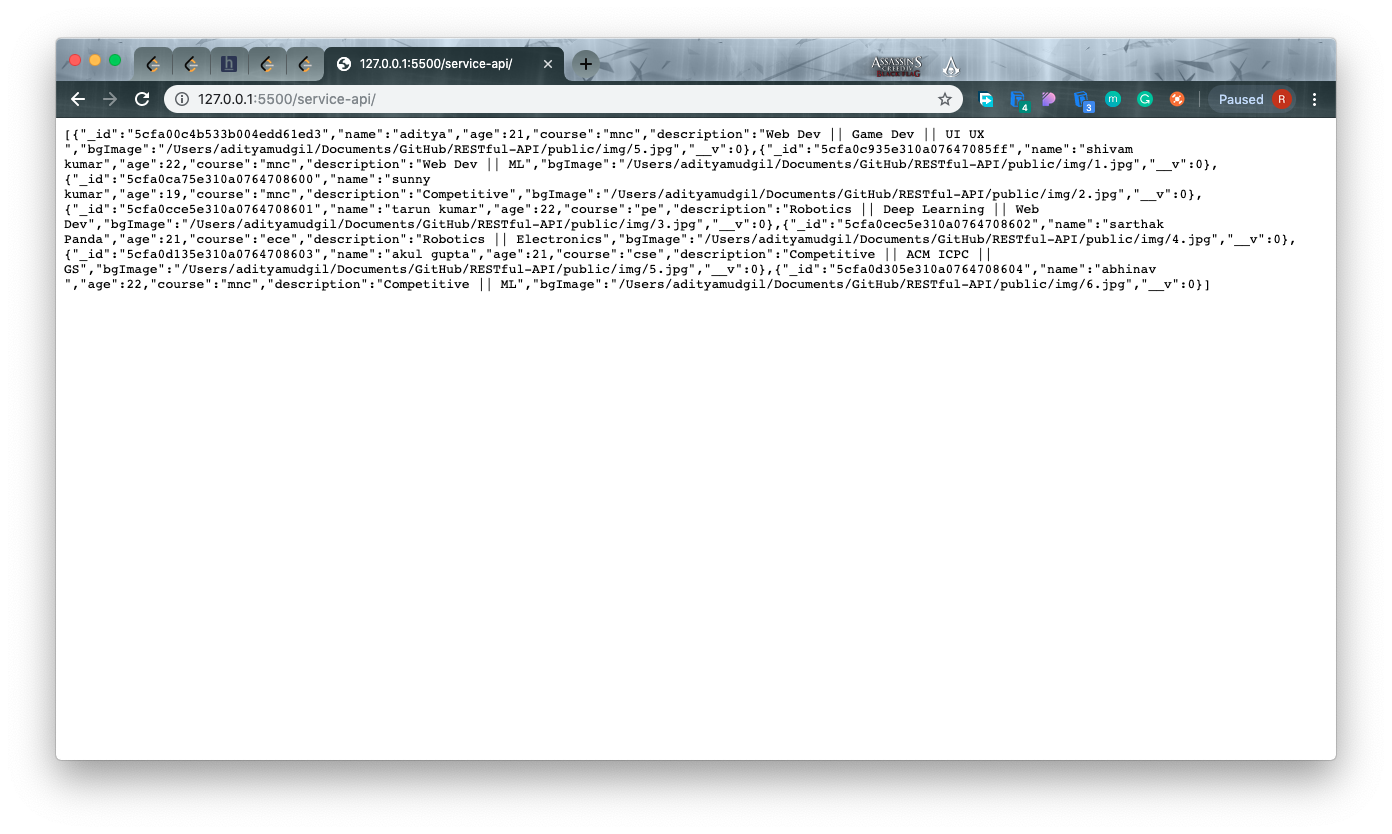 127.0.0.1:5500/service-api/
ASSASSIN'S
CREED IV
BLACK FLAG
127.0.0.1:5500/service-api/
4
3
m
G
Paused
R
[{"_id":"5cfa00c4b533b004edd61ed3","name":"aditya","age":21,"course":"mnc","description":"Web Dev || Game Dev || UI UX
","bgImage":"/Users/adityamudgil/Documents/GitHub/RESTful-API/public/img/5.jpg","__v":0},{"_id":"5cfa0c935e310a07647085ff","name":"shivam
kumar","age":22,"course":"mnc","description":"Web Dev || ML","bgImage":"/Users/adityamudgil/Documents/GitHub/RESTful-API/public/img/1.jpg","__v":0},
{"_id":"5cfa0ca75e310a0764708600","name":"sunny
kumar","age":19,"course":"mnc","description":"Competitive","bgImage":"/Users/adityamudgil/Documents/GitHub/RESTful-API/public/img/2.jpg","__v":0},
{"_id":"5cfa0cce5e310a0764708601","name":"tarun kumar","age":22,"course":"pe","description":"Robotics || Deep Learning || Web
Dev","bgImage":"/Users/adityamudgil/Documents/GitHub/RESTful-API/public/img/3.jpg","__v":0},{"_id":"5cfa0cec5e310a0764708602","name":"sarthak
Panda","age":21,"course":"ece","description":"Robotics || Electronics","bgImage":"/Users/adityamudgil/Documents/GitHub/RESTful-API/public/img/4.jpg","__v":0},
{"_id":"5cfa0d135e310a0764708603","name":"akul gupta","age":21,"course":"cse","description":"Competitive || ACM ICPC ||
GS","bgImage":"/Users/adityamudgil/Documents/GitHub/RESTful-API/public/img/5.jpg","__v":0},{"_id":"5cfa0d305e310a0764708604","name":"abhinav
","age":22,"course":"mnc","description":"Competitive || ML","bgImage":"/Users/adityamudgil/Documents/GitHub/RESTful-API/public/img/6.jpg","__v":0}]